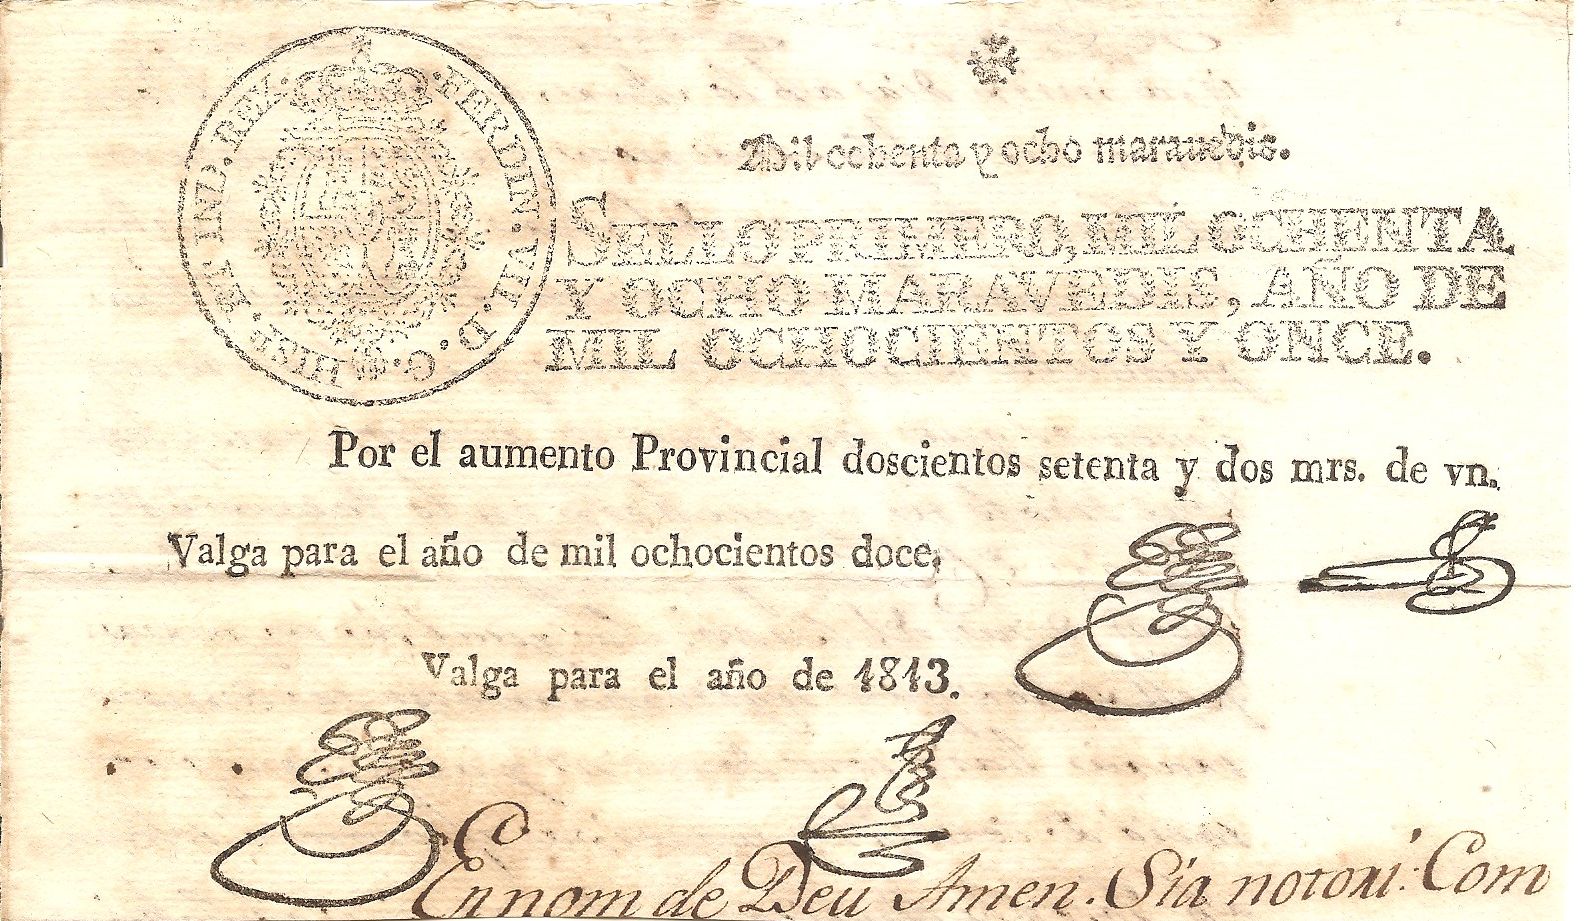 FERDIN. VII. D. G. HISP. ET IND. REX.
Mil ochenta y ocho marauedis.
SELLO PRIMERO, MIL OCHENTA
Y OCHO MARAVEDIS, AÑO DE
MIL OCHOCIENTOS Y ONCE.
Por el aumento Provincial doscientos setenta y dos mrs. de vn.
Valga para el año de mil ochocientos doce.
Valga para el año de 1813.
En nom de Deu Amen. Sia notori: Com